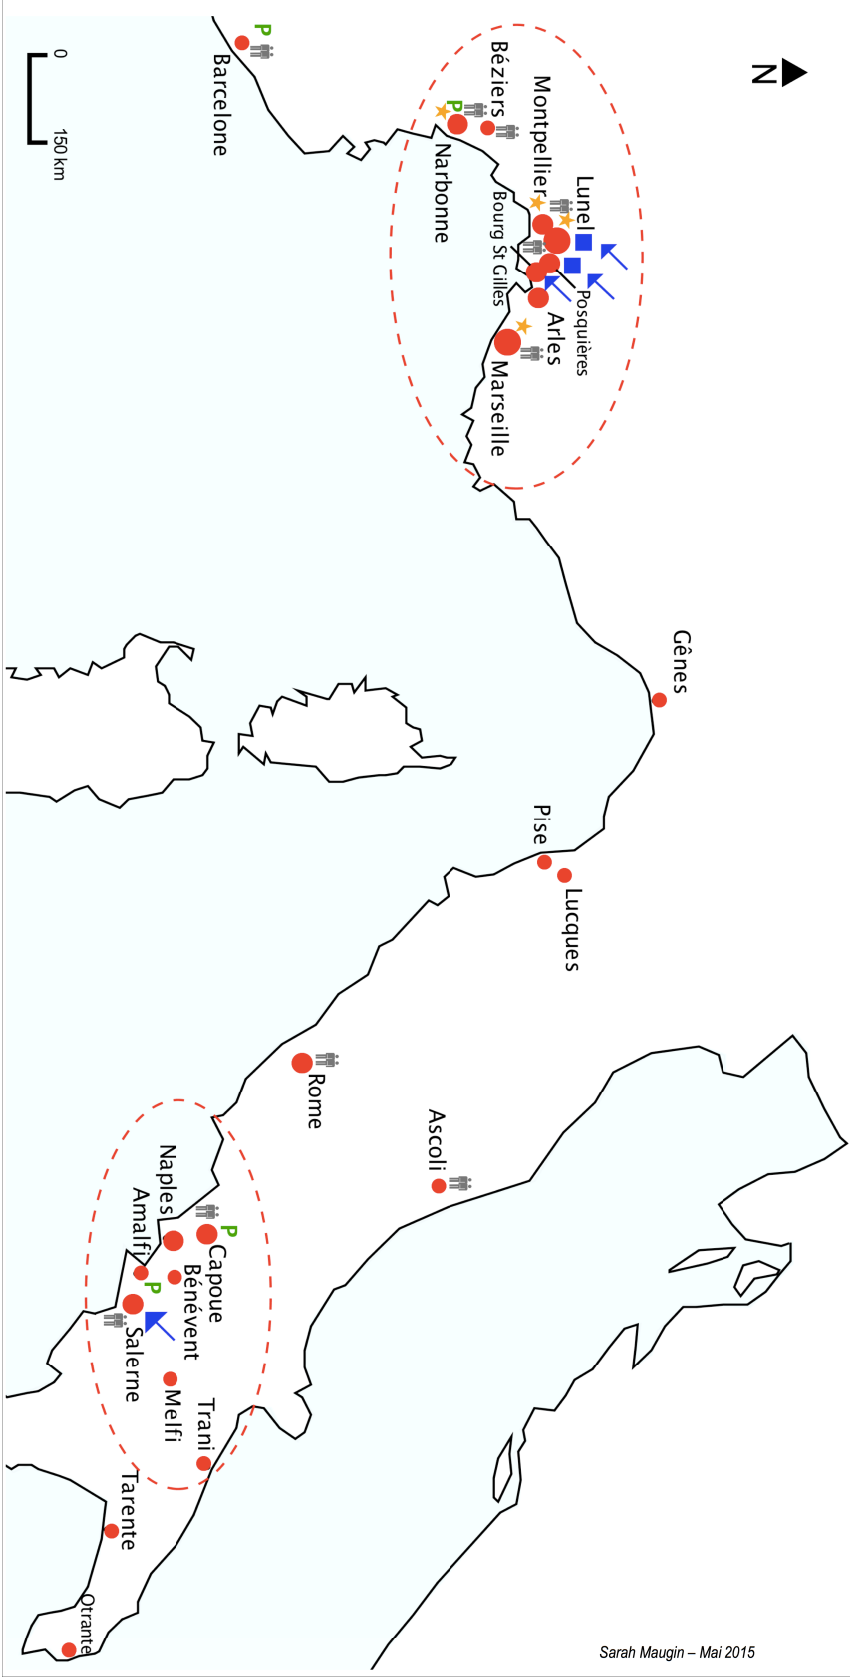 N
0
150 km
P
Barcelone
Béziers
P
Narbonne
Montpellier
Lunel
Bourg St Gilles
Posquières
Arles
Marseille
Gênes
Pise
Lucques
Rome
Ascoli
Naples
Capoue
P
Amalfi
Bénévent
P
Salerne
Melfi
Trani
Tarente
Otrante
Sarah Maugin – Mai 2015